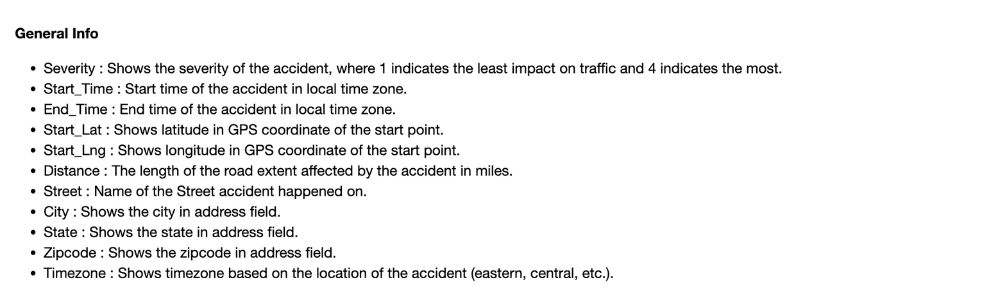 General Info
• Severity : Shows the severity of the accident, where 1 indicates the least impact on traffic and 4 indicates the most.
• Start_Time : Start time of the accident in local time zone.
• End_Time : End time of the accident in local time zone.
• Start_Lat : Shows latitude in GPS coordinate of the start point.
• Start_Lng : Shows longitude in GPS coordinate of the start point.
• Distance : The length of the road extent affected by the accident in miles.
• Street : Name of the Street accident happened on.
• City : Shows the city in address field.
• State : Shows the state in address field.
• Zipcode : Shows the zipcode in address field.
• Timezone : Shows timezone based on the location of the accident (eastern, central, etc.).